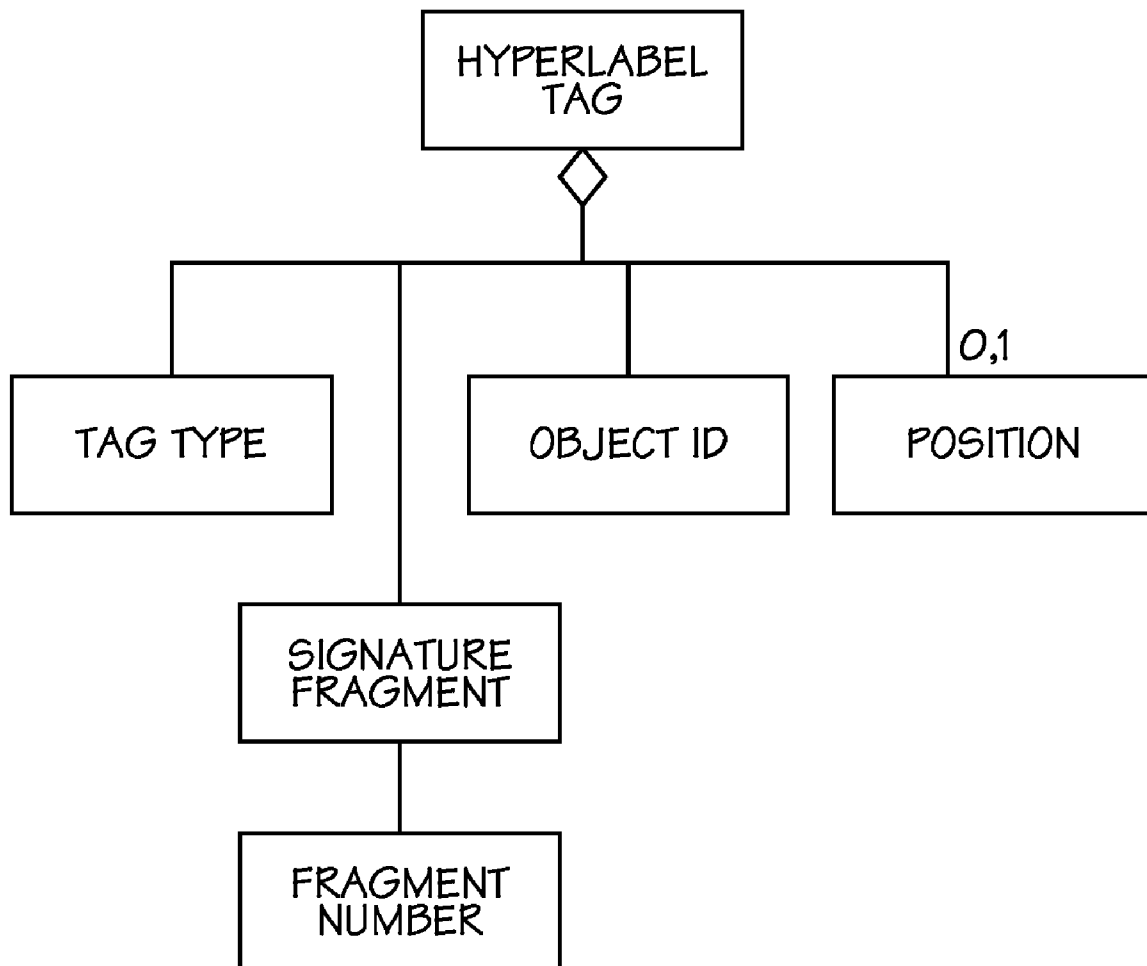 HYPERLABEL
TAG
0,1
TAG TYPE
OBJECT ID
POSITION
SIGNATURE
FRAGMENT
FRAGMENT
NUMBER